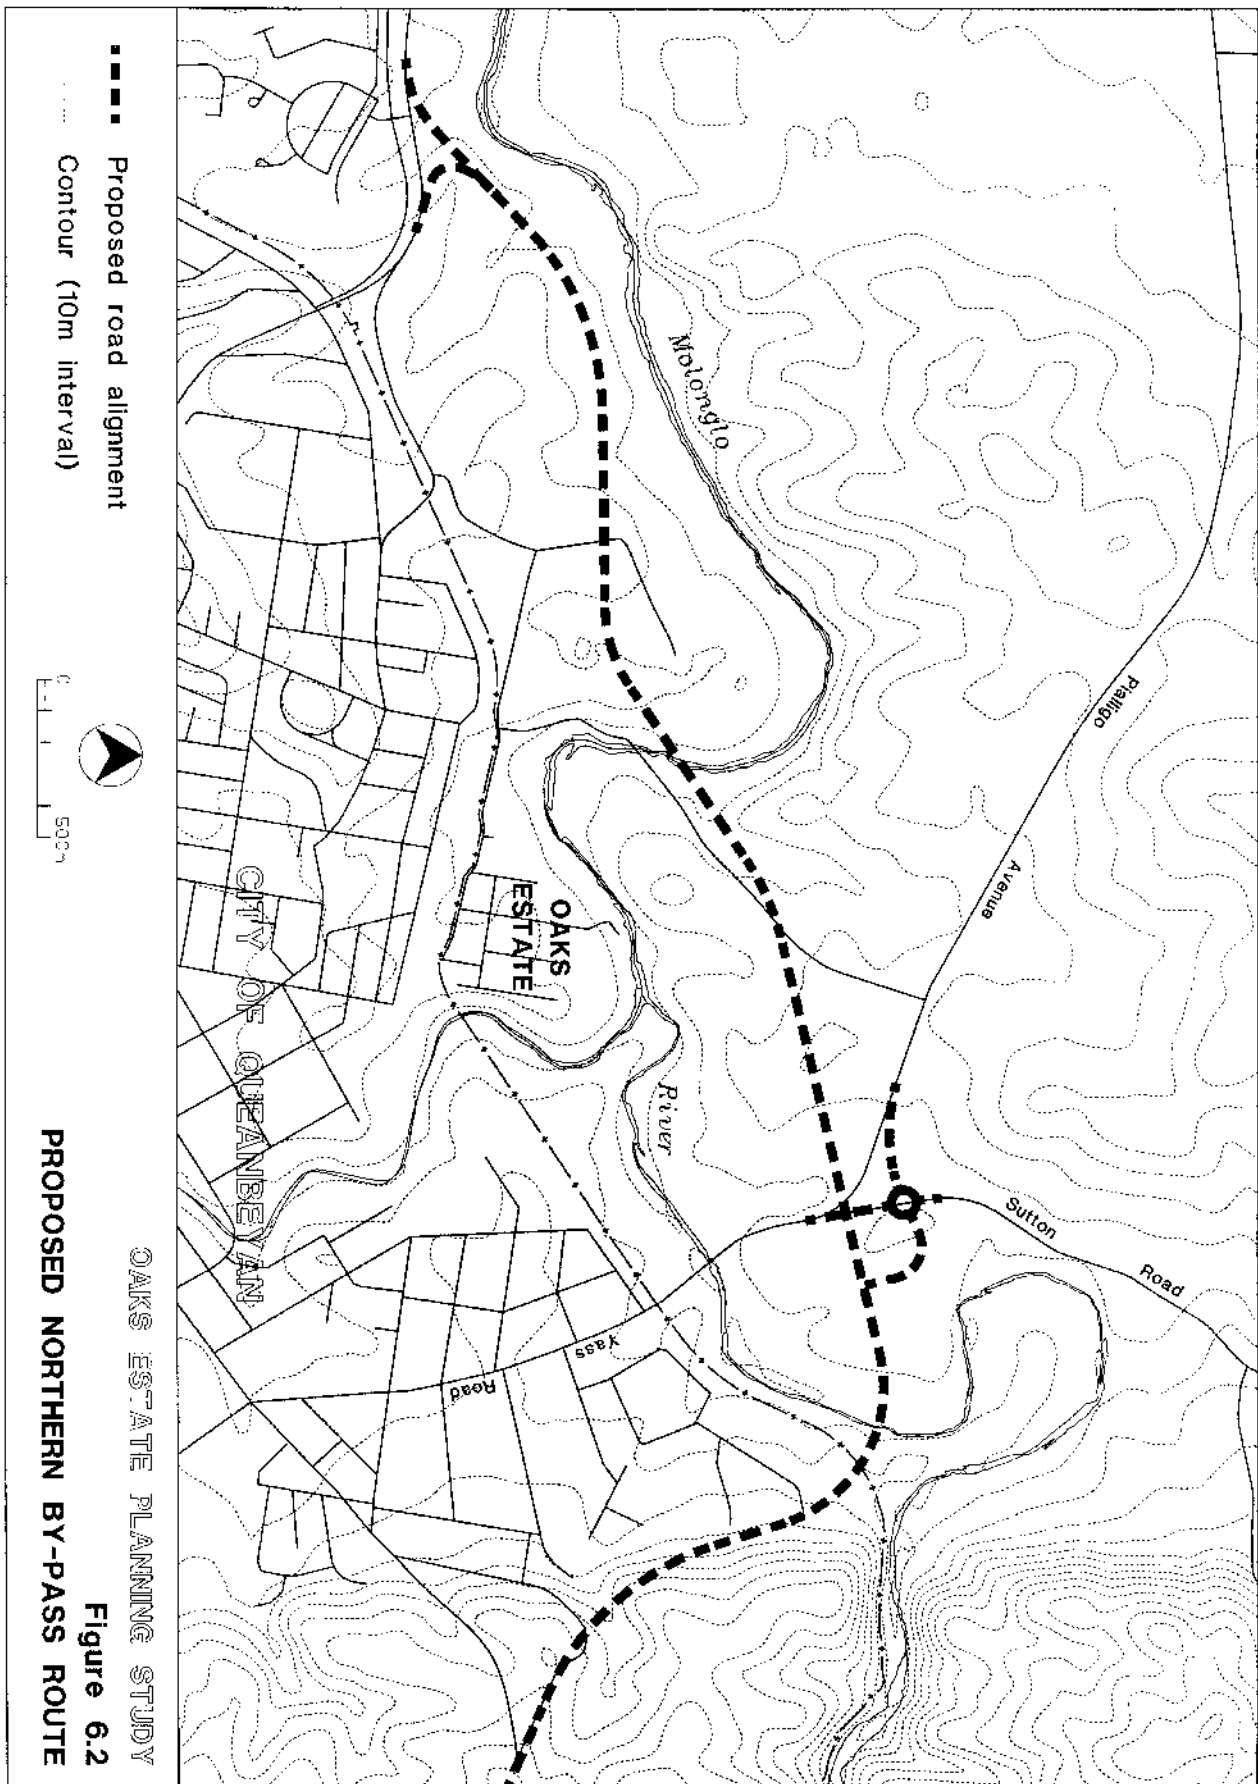 Molonglo
Pialligo
Avenue
OAKS
ESTATE
River
Sutton
Road
Yass
Road
CITY OF QUEANBEYAN
Proposed road alignment
Contour (10m interval)
0
500m
OAKS ESTATE PLANNING STUDY
Figure 6.2
PROPOSED NORTHERN BY-PASS ROUTE